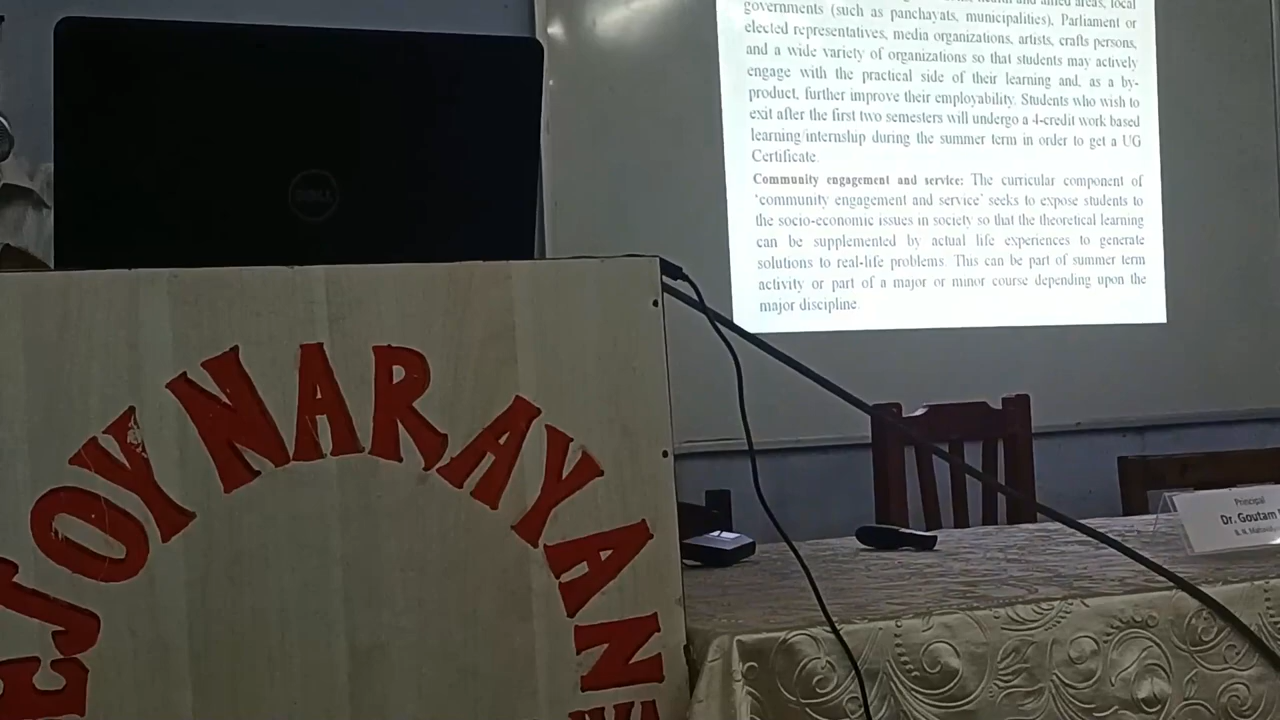 health and allied areas, local
governments (such as panchayats, municipalities), Parliament or
elected representatives, media organizations, artists, crafts persons,
and a wide variety of organizations so that students may actively
engage with the practical side of their learning and, as a by-
product, further improve their employability. Students who wish to
exit after the first two semesters will undergo a 4-credit work based
learning/internship during the summer term in order to get a UG
Certificate.
Community engagement and service: The curricular component of
'community engagement and service' seeks to expose students to
the socio-economic issues in society so that the theoretical learning
can be supplemented by actual life experiences to generate
solutions to real-life problems. This can be part of summer term
activity or part of a major or minor course depending upon the
major discipline.
DELL
EJOY NARAYAN
Principal
Dr. Goutam